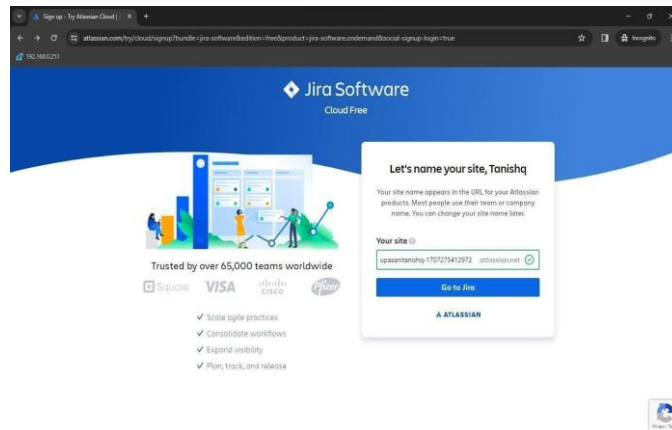 Sign up - Try Atlassian Cloud | /
atlassian.com/try/cloud/signup?bundle=jira-software&edition=free&product=jira-software.ondemand&social-signup-login=true
Incognito
192.168.0.251
Jira Software
Cloud Free
Let's name your site, Tanishq
Your site name appears in the URL for your Atlassian
products. Most people use their team or company
name. You can change your site name later.
Your site
upasanitanishq-1707275412972 .atlassian.net
Go to Jira
ATLASSIAN
Trusted by over 65,000 teams worldwide
Square VISA CISCO Pfizer
Scale agile practices
Consolidate workflows
Expand visibility
Plan, track, and release